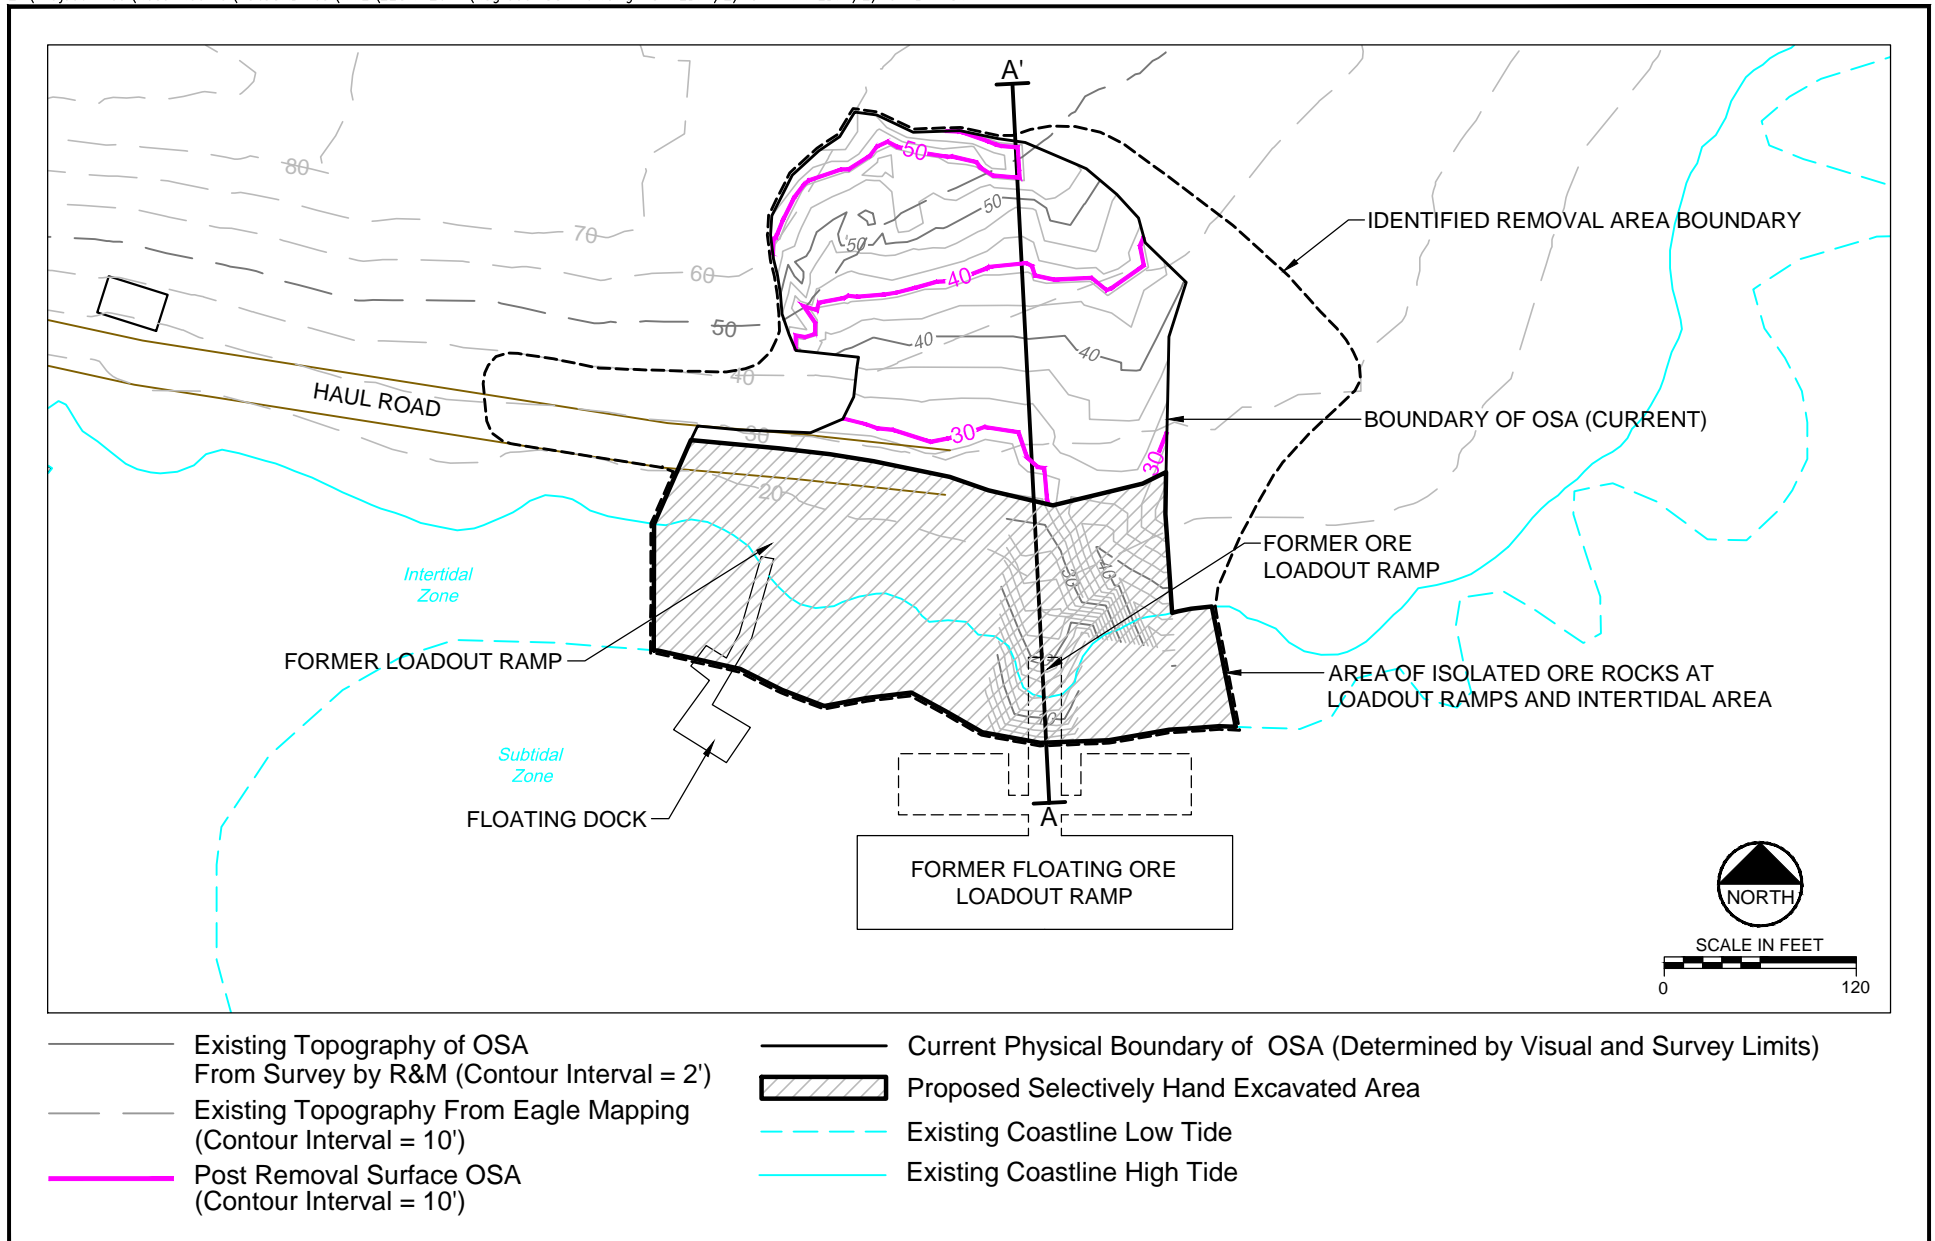 A'
50
80
50
IDENTIFIED REMOVAL AREA BOUNDARY
70
50
60
40
50
40
40
40
HAUL ROAD
BOUNDARY OF OSA (CURRENT)
30
30
30
20
FORMER ORE
LOADOUT RAMP
30
40
Intertidal
Zone
FORMER LOADOUT RAMP
AREA OF ISOLATED ORE ROCKS AT
LOADOUT RAMPS AND INTERTIDAL AREA
Subtidal
Zone
FLOATING DOCK
A
FORMER FLOATING ORE
LOADOUT RAMP
NORTH
SCALE IN FEET
0 120
Existing Topography of OSA
From Survey by R&M (Contour Interval = 2')
Existing Topography From Eagle Mapping
(Contour Interval = 10')
Post Removal Surface OSA
(Contour Interval = 10')
Current Physical Boundary of OSA (Determined by Visual and Survey Limits)
Proposed Selectively Hand Excavated Area
Existing Coastline Low Tide
Existing Coastline High Tide